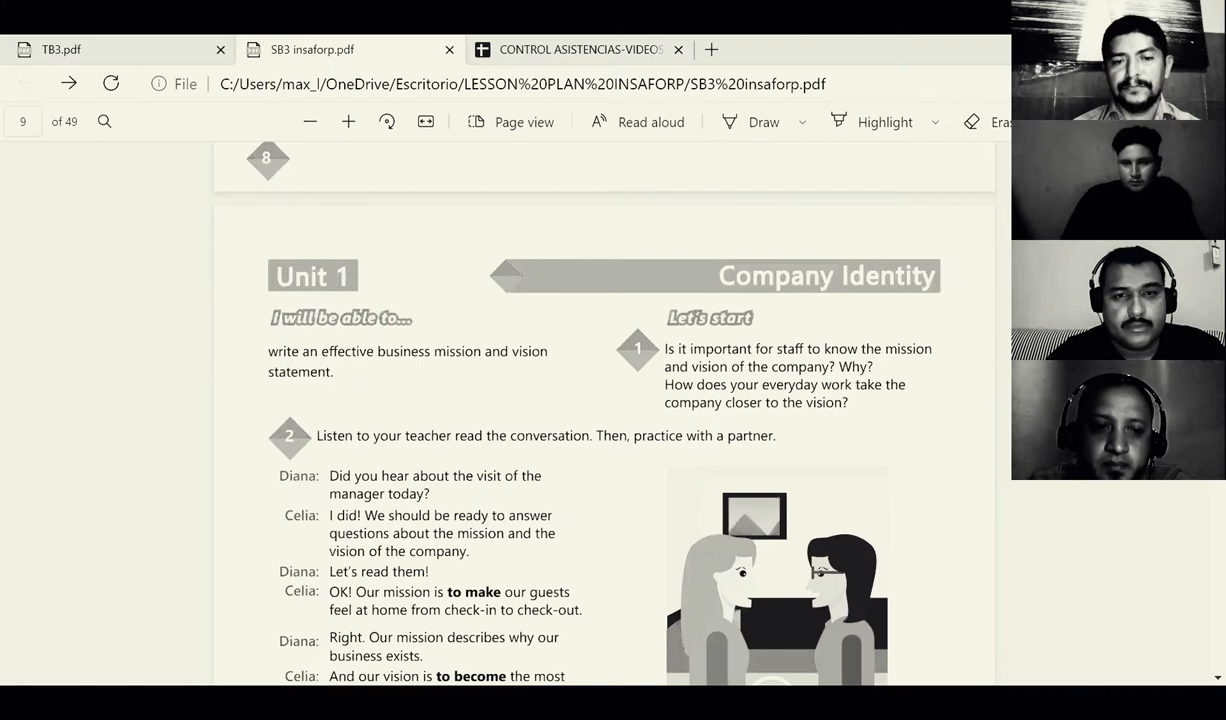 TB3.pdf
SB3 insaforp.pdf
CONTROL ASISTENCIAS-VIDEOS
File
C:/Users/max_l/OneDrive/Escritorio/LESSON%20PLAN%20INSAFORP/SB3%20insaforp.pdf
9 of 49
Page view
Read aloud
Draw
Highlight
8
Unit 1
Company Identity
I will be able to...
write an effective business mission and vision
statement.
Let's start
1
Is it important for staff to know the mission
and vision of the company? Why?
How does your everyday work take the
company closer to the vision?
2
Listen to your teacher read the conversation. Then, practice with a partner.
Diana: Did you hear about the visit of the
manager today?
Celia: I did! We should be ready to answer
questions about the mission and the
vision of the company.
Diana: Let's read them!
Celia: OK! Our mission is to make our guests
feel at home from check-in to check-out.
Diana: Right. Our mission describes why our
business exists.
Celia: And our vision is to become the most